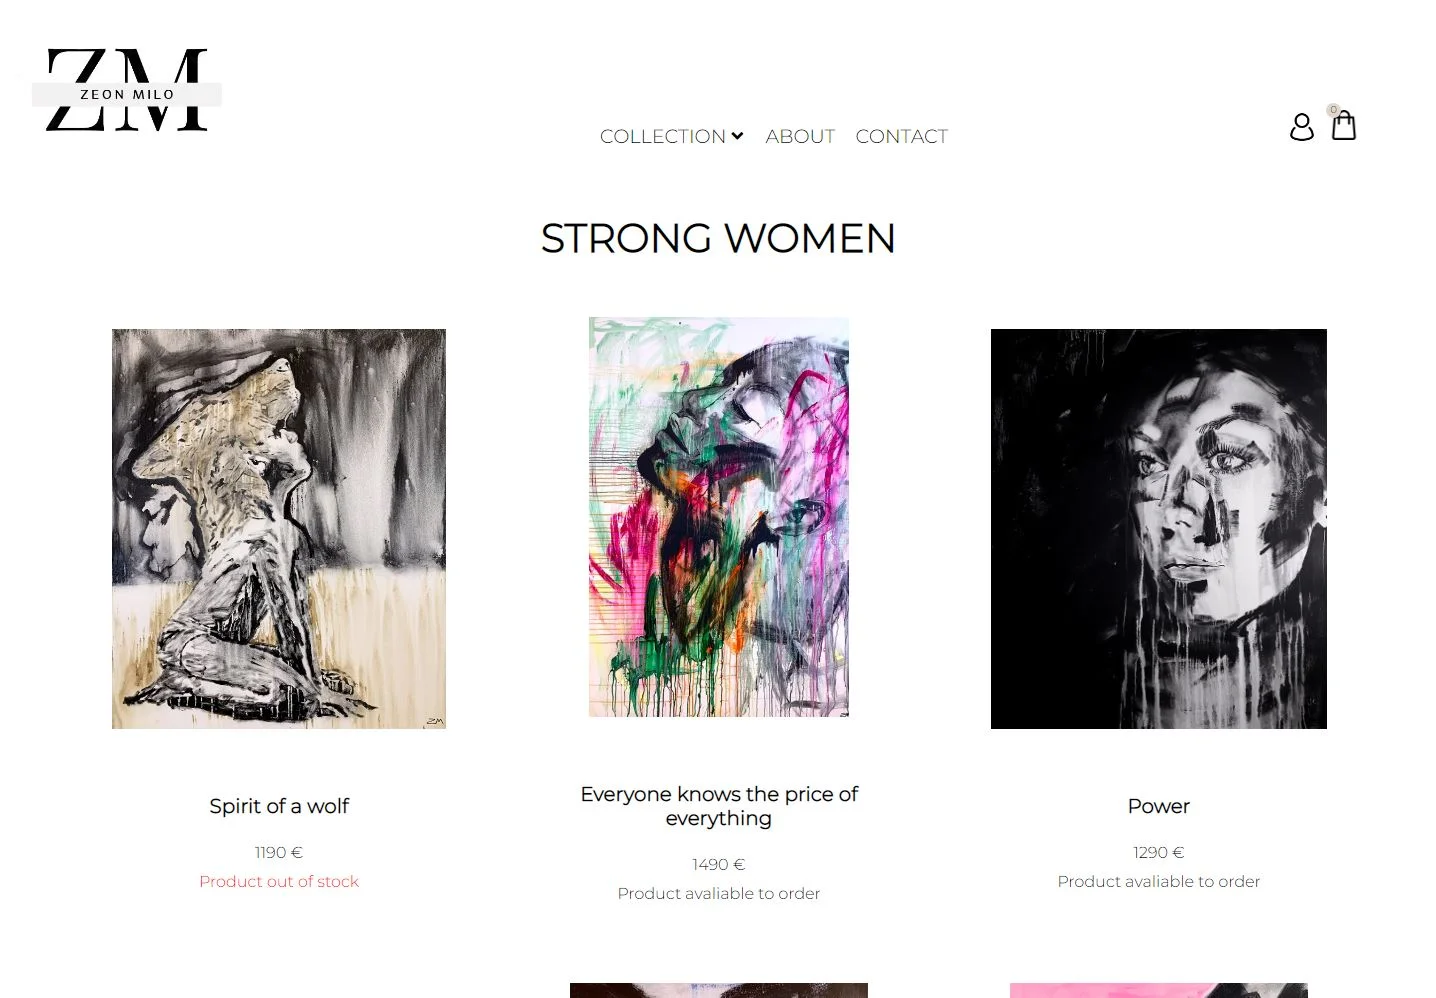 ZM
ZEON MILO
COLLECTION ABOUT CONTACT
0
STRONG WOMEN
ZM
Spirit of a wolf
1190 €
Product out of stock
Everyone knows the price of
everything
1490 €
Product avaliable to order
Power
1290 €
Product avaliable to order